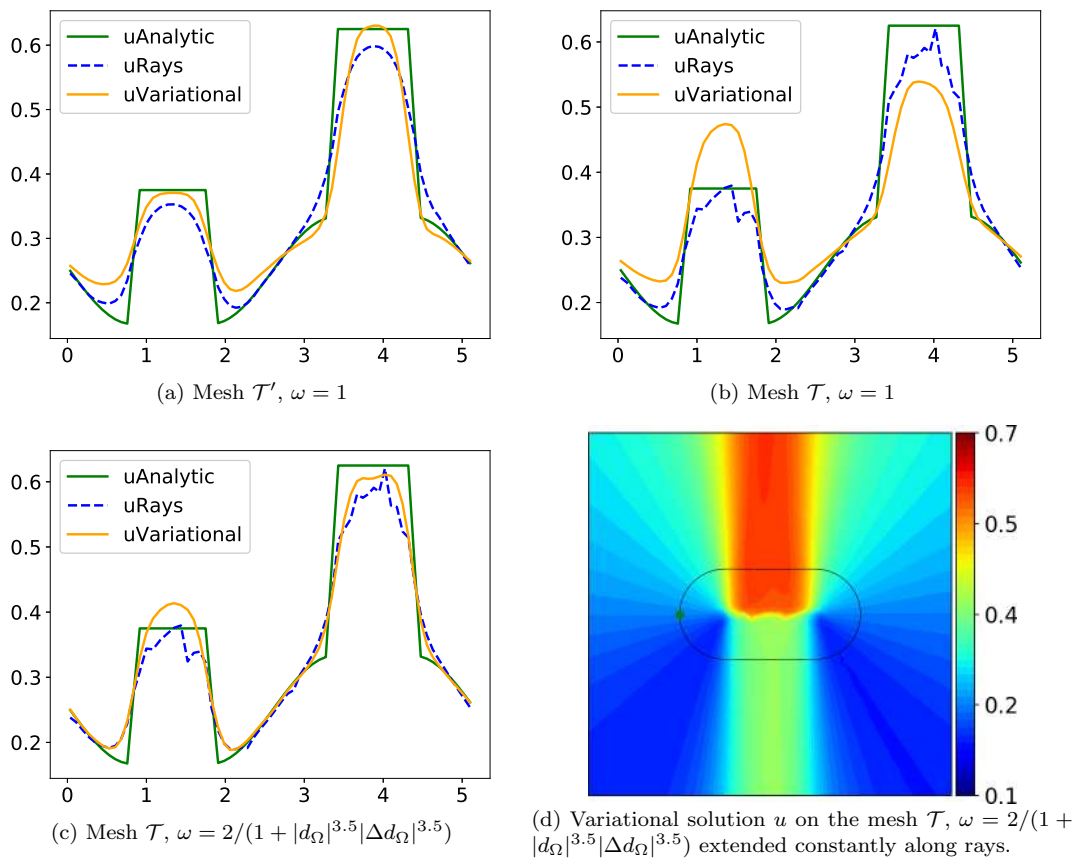 0.6
0.5
0.4
0.3
0.2
uAnalytic
uRays
uVariational
0 1 2 3 4 5
(a) Mesh 𝒯′, ω = 1
0.6
0.5
0.4
0.3
0.2
uAnalytic
uRays
uVariational
0 1 2 3 4 5
(b) Mesh 𝒯, ω = 1
0.6
0.5
0.4
0.3
0.2
uAnalytic
uRays
uVariational
0 1 2 3 4 5
(c) Mesh 𝒯, ω = 2/(1 + |d_Ω|^{3.5}|Δd_Ω|^{3.5})
0.7
0.6
0.5
0.4
0.3
0.2
0.1
(d) Variational solution u on the mesh 𝒯, ω = 2/(1 +
|d_Ω|^{3.5}|Δd_Ω|^{3.5}) extended constantly along rays.